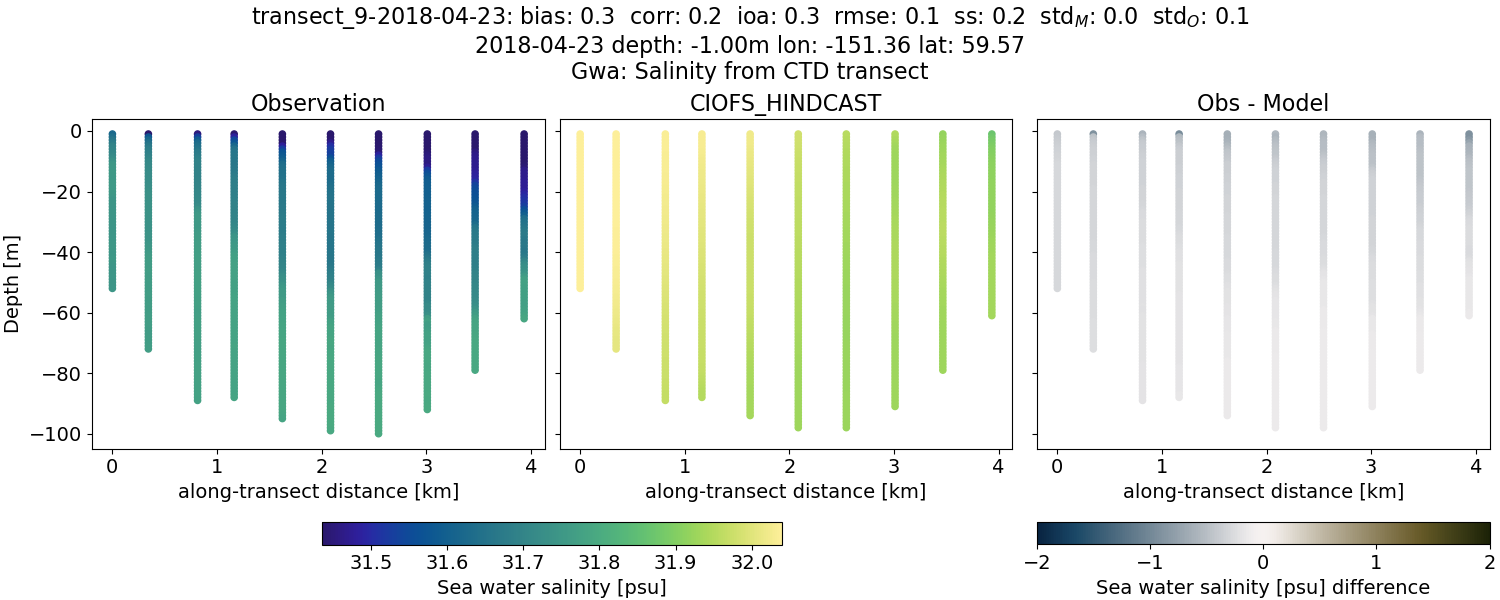 transect_9-2018-04-23: bias: 0.3 corr: 0.2 ioa: 0.3 rmse: 0.1 ss: 0.2 std_M: 0.0 std_O: 0.1
2018-04-23 depth: -1.00m lon: -151.36 lat: 59.57
Gwa: Salinity from CTD transect
Observation
CIOFS_HINDCAST
Obs - Model
Depth [m]
0
−20
−40
−60
−80
−100
0 1 2 3 4
0 1 2 3 4
0 1 2 3 4
along-transect distance [km]
along-transect distance [km]
along-transect distance [km]
31.5 31.6 31.7 31.8 31.9 32.0
Sea water salinity [psu]
−2 −1 0 1 2
Sea water salinity [psu] difference